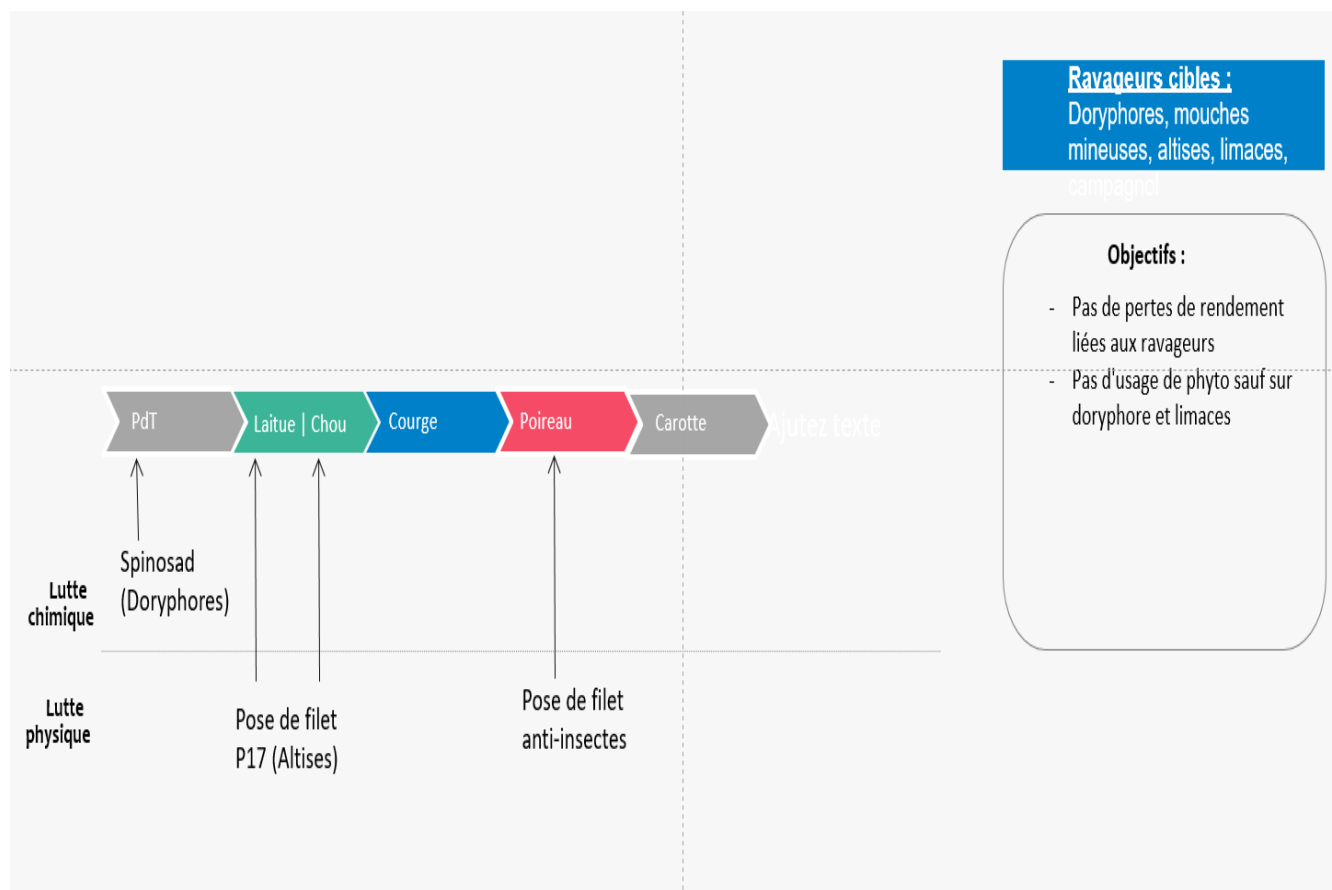 Ravageurs cibles :
Doryphores, mouches
mineuses, altises, limaces,
campagnol
Objectifs :
- Pas de pertes de rendement
liées aux ravageurs
- Pas d'usage de phyto sauf sur
doryphore et limaces
PdT
Laitue | Chou
Courge
Poireau
Carotte
Ajutez texte
Lutte
chimique
Spinosad
(Doryphores)
Lutte
physique
Pose de filet
P17 (Altises)
Pose de filet
anti-insectes